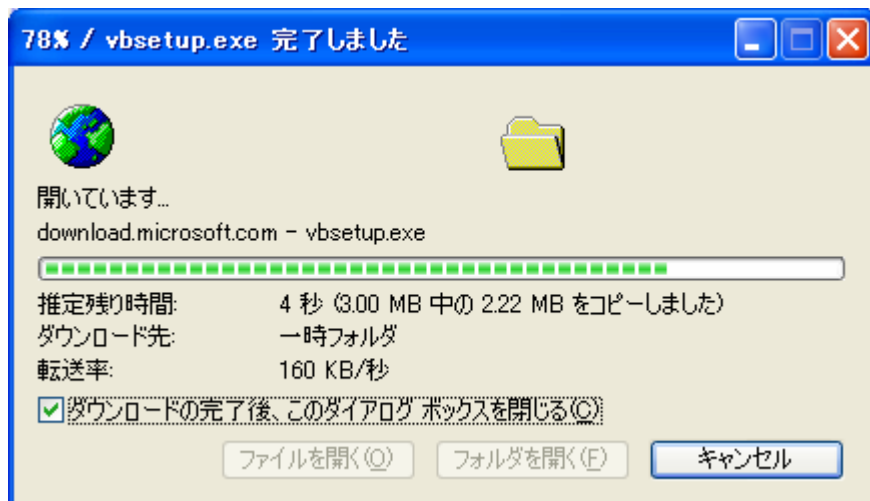 78% / vbsetup.exe 完了しました
開いています...
download.microsoft.com - vbsetup.exe
推定残り時間: 4 秒 (3.00 MB 中の 2.22 MB をコピーしました)
ダウンロード先: 一時フォルダ
転送率: 160 KB/秒
ダウンロードの完了後、このダイアログ ボックスを閉じる(C)
ファイルを開く(O) フォルダを開く(F) キャンセル